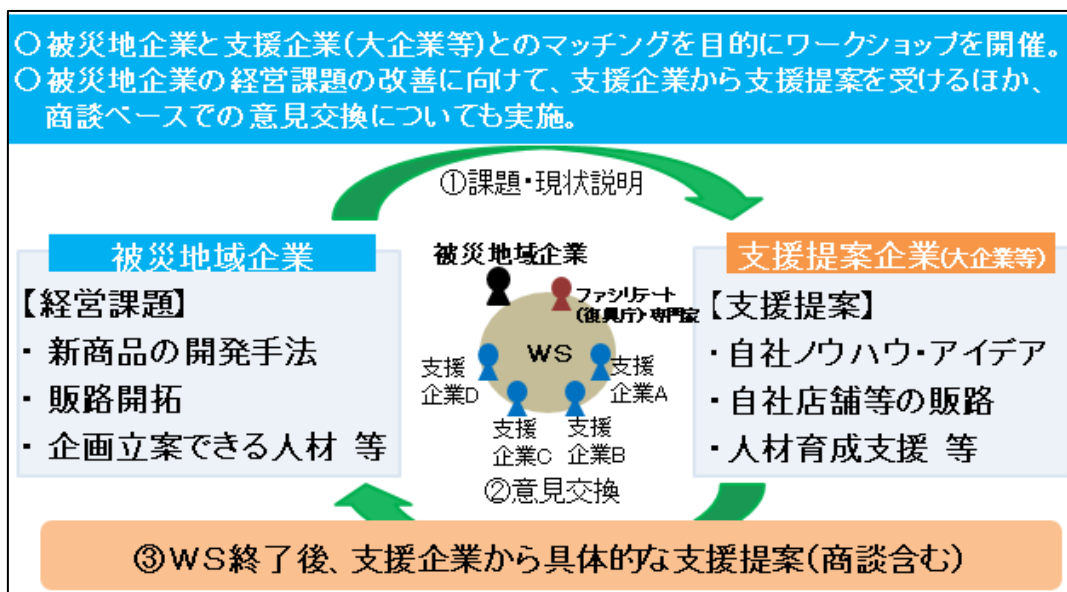 ○被災地企業と支援企業(大企業等)とのマッチングを目的にワークショップを開催。
○被災地企業の経営課題の改善に向けて、支援企業から支援提案を受けるほか、
商談ベースでの意見交換についても実施。
①課題・現状説明
被災地域企業
【経営課題】
・ 新商品の開発手法
・ 販路開拓
・ 企画立案できる人材 等
被災地域企業
ファシリテート
(復興庁)・専門家
WS
支援
企業D
支援
企業A
支援
企業C
支援
企業B
②意見交換
支援提案企業(大企業等)
【支援提案】
・自社ノウハウ・アイデア
・自社店舗等の販路
・人材育成支援 等
③WS終了後、支援企業から具体的な支援提案(商談含む)